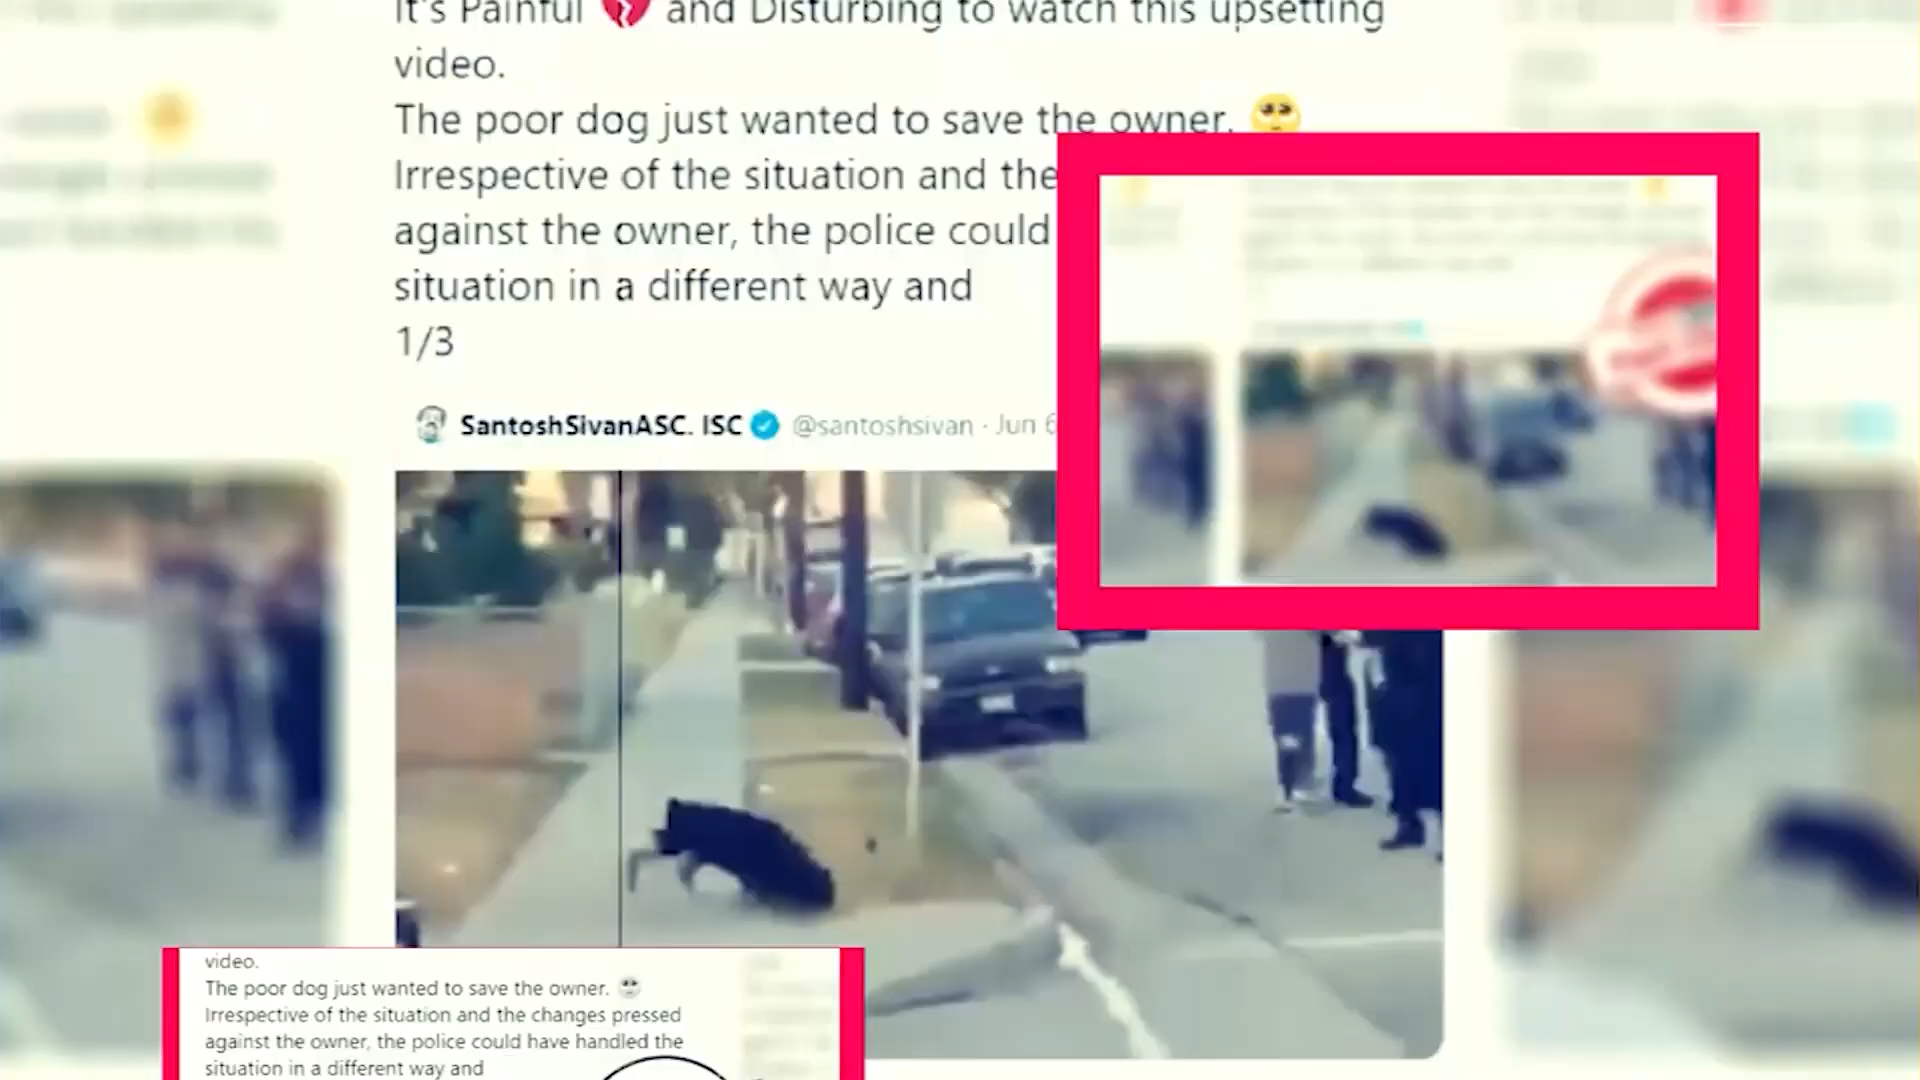 It's Painful 💔 and Disturbing to watch this upsetting
video.
The poor dog just wanted to save the owner. 🥺
Irrespective of the situation and the
against the owner, the police could
situation in a different way and
1/3
SantoshSivanASC. ISC @santoshsivan · Jun 6
video.
The poor dog just wanted to save the owner. 🥺
Irrespective of the situation and the changes pressed
against the owner, the police could have handled the
situation in a different way and